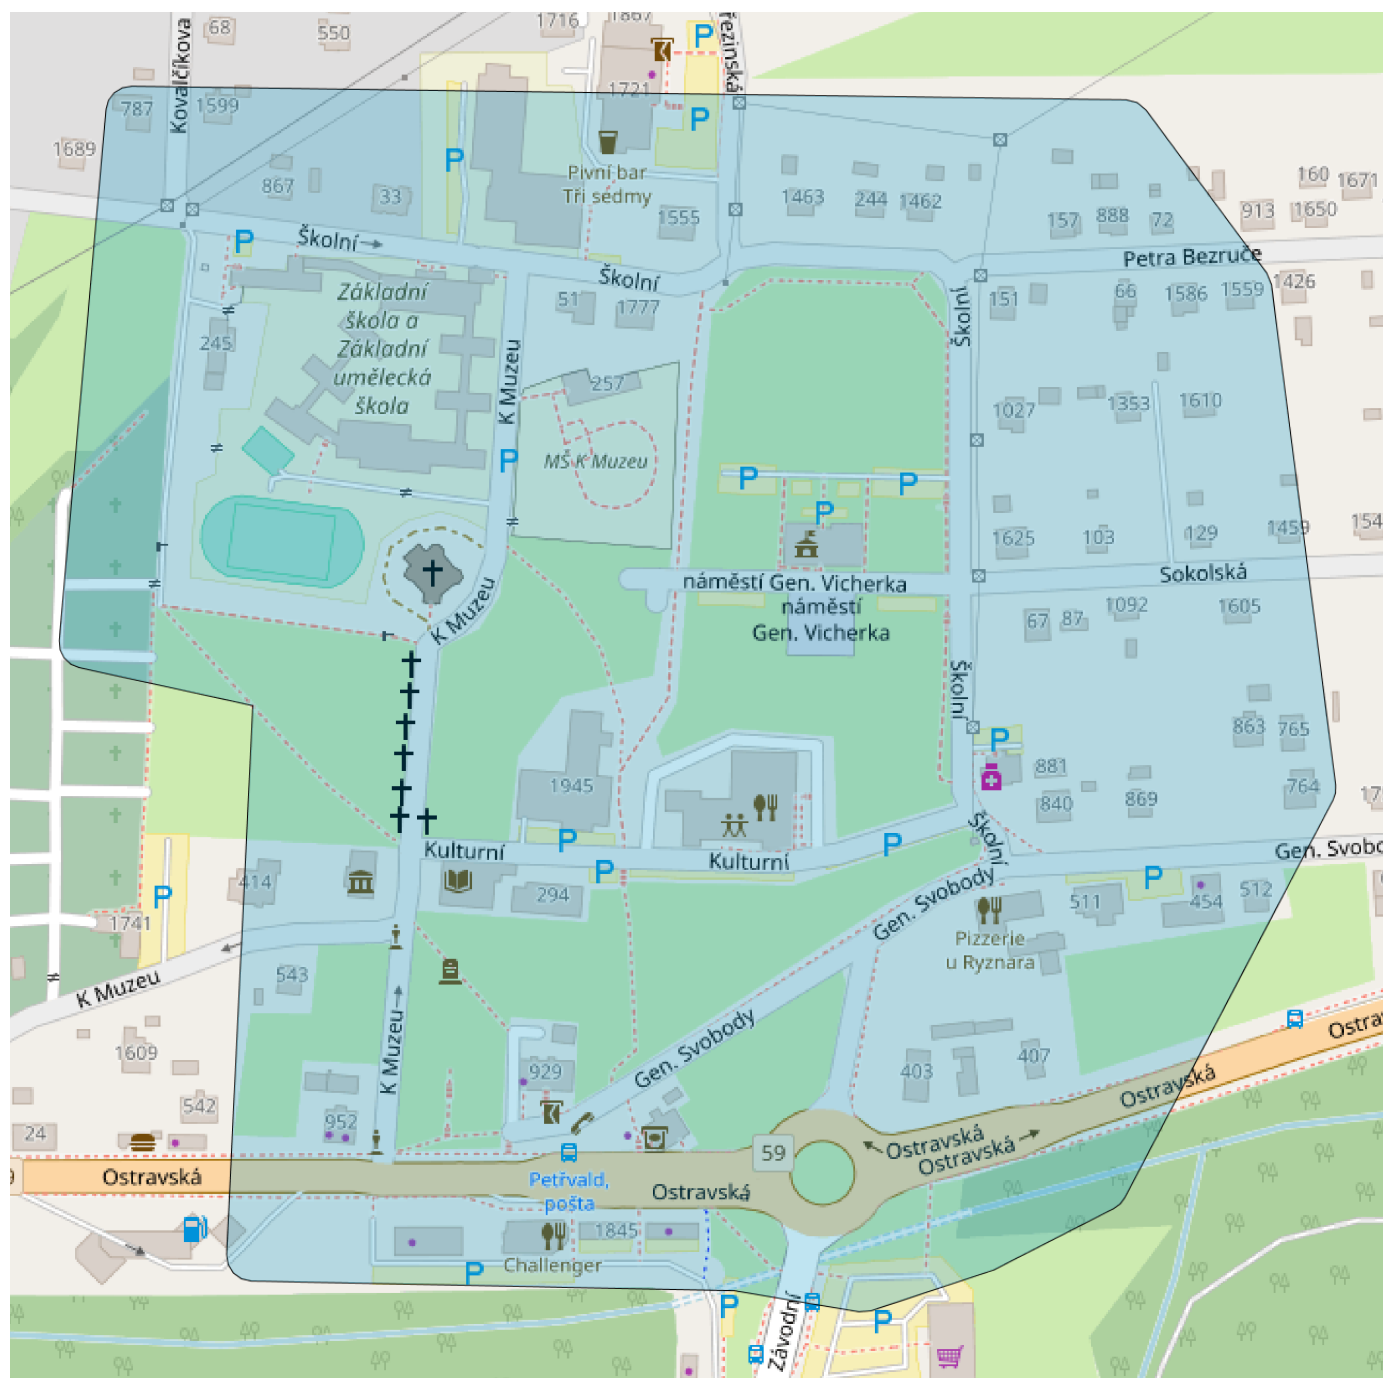 68
550
1716
1867
Kovalčíkova
řezinská
P
787
1599
1721
P
1689
P
867
33
Pivní bar
Tři sedmy
1555
1463
244
1462
157
888
72
160
1671
913
1650
P
Školní
Školní
Petra Bezruče
Základní
škola a
Základní
umělecká
škola
51
1777
151
66
1586
1559
1426
Školní
245
K Muzeu
257
1027
1353
1610
P
MŠ K Muzeu
P
P
P
1625
103
129
1459
154
náměstí Gen. Vicherka
náměstí
Gen. Vicherka
Sokolská
K Muzeu
67
87
1092
1605
Školní
863
765
P
1945
881
840
869
764
17
P
P
P
Kulturní
Kulturní
Školní
Gen. Svobo
414
P
294
Gen. Svobody
P
511
454
512
1741
Pizzerie
u Ryznara
543
K Muzeu
K Muzeu
Gen. Svobody
Ostra
1609
929
403
407
Ostravská
542
952
24
59
Ostravská
Ostravská
9
Ostravská
Petřvald,
pošta
Ostravská
1845
Challenger
P
P
P
Závodní